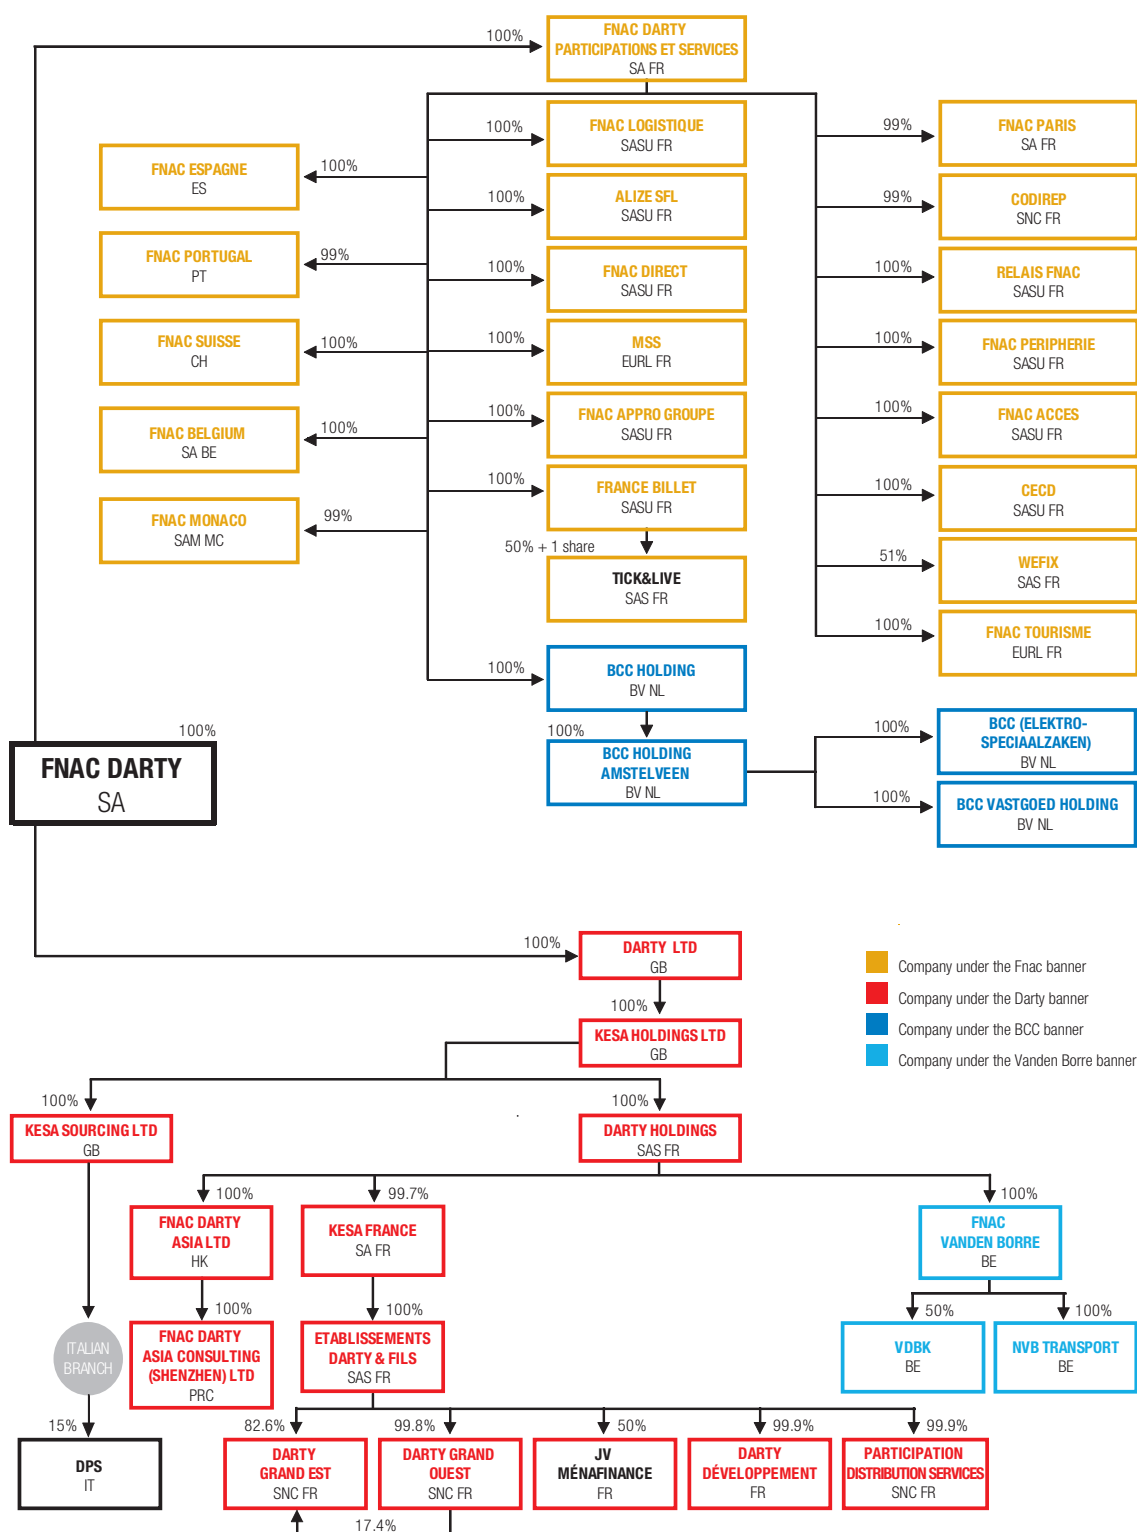 100%
FNAC DARTY
PARTICIPATIONS ET SERVICES
SA FR
100%
FNAC LOGISTIQUE
SASU FR
99%
FNAC PARIS
SA FR
FNAC ESPAGNE
ES
100%
100%
ALIZE SFL
SASU FR
99%
CODIREP
SNC FR
FNAC PORTUGAL
PT
99%
100%
FNAC DIRECT
SASU FR
100%
RELAIS FNAC
SASU FR
FNAC SUISSE
CH
100%
100%
MSS
EURL FR
100%
FNAC PERIPHERIE
SASU FR
FNAC BELGIUM
SA BE
100%
100%
FNAC APPRO GROUPE
SASU FR
100%
FNAC ACCES
SASU FR
FNAC MONACO
SAM MC
99%
100%
FRANCE BILLET
SASU FR
100%
CECD
SASU FR
50% + 1 share
TICK&LIVE
SAS FR
51%
WEFIX
SAS FR
100%
FNAC TOURISME
EURL FR
100%
BCC HOLDING
BV NL
100%
BCC HOLDING
AMSTELVEEN
BV NL
100%
BCC (ELEKTRO-
SPECIAALZAKEN)
BV NL
100%
BCC VASTGOED HOLDING
BV NL
100%
FNAC DARTY
SA
100%
DARTY LTD
GB
100%
KESA HOLDINGS LTD
GB
Company under the Fnac banner
Company under the Darty banner
Company under the BCC banner
Company under the Vanden Borre banner
100%
KESA SOURCING LTD
GB
100%
DARTY HOLDINGS
SAS FR
100%
FNAC DARTY
ASIA LTD
HK
99.7%
KESA FRANCE
SA FR
100%
FNAC
VANDEN BORRE
BE
ITALIAN
BRANCH
100%
FNAC DARTY
ASIA CONSULTING
(SHENZHEN) LTD
PRC
100%
ETABLISSEMENTS
DARTY & FILS
SAS FR
50%
VDBK
BE
100%
NVB TRANSPORT
BE
15%
DPS
IT
82.6%
DARTY
GRAND EST
SNC FR
99.8%
DARTY GRAND
OUEST
SNC FR
50%
JV
MÉNAFINANCE
FR
99.9%
DARTY
DÉVELOPPEMENT
FR
99.9%
PARTICIPATION
DISTRIBUTION SERVICES
SNC FR
17.4%